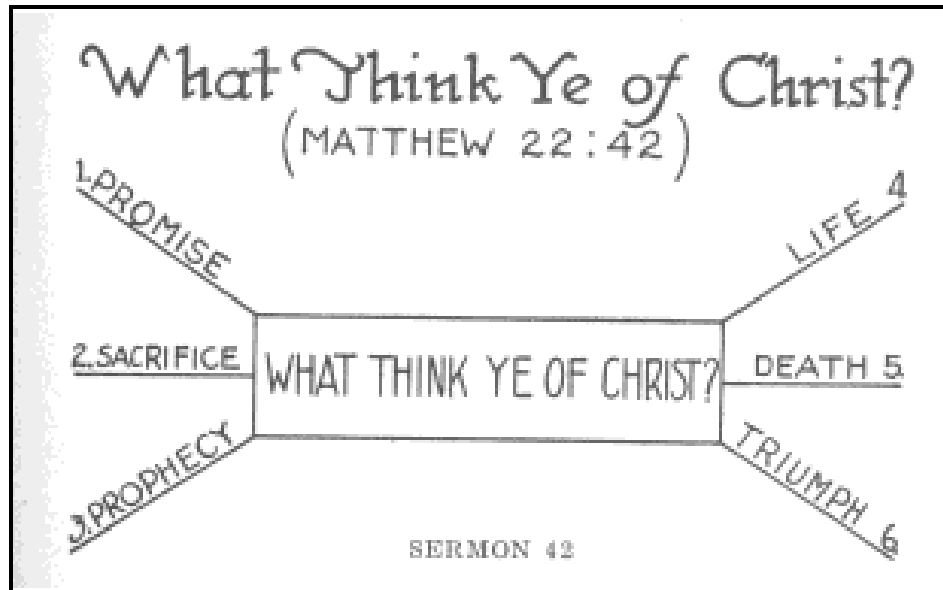 What Think Ye of Christ?
(MATTHEW 22:42)
1. PROMISE
2. SACRIFICE
3. PROPHECY
WHAT THINK YE OF CHRIST?
LIFE 4
DEATH 5.
TRIUMPH 6
SERMON 42